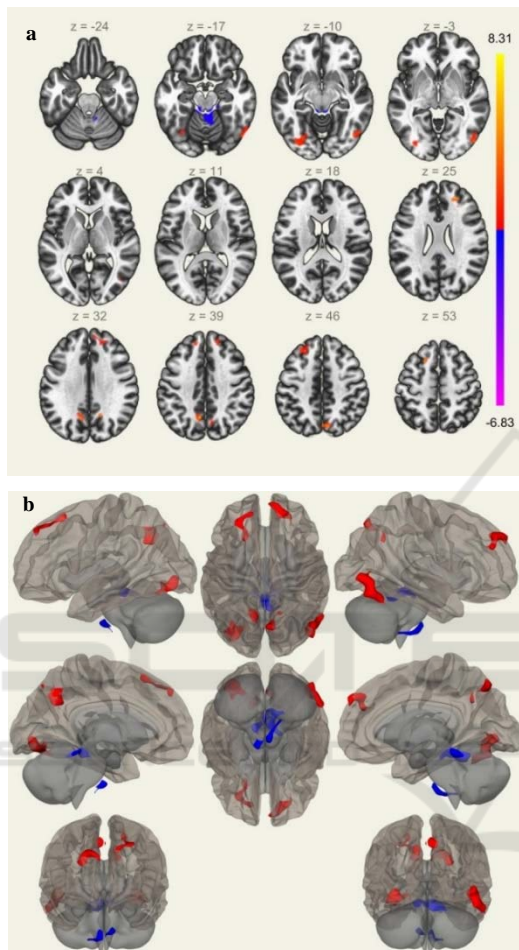 a
z = -24 z = -17 z = -10 z = -3
8.31
z = 4 z = 11 z = 18 z = 25
z = 32 z = 39 z = 46 z = 53
-6.83
b